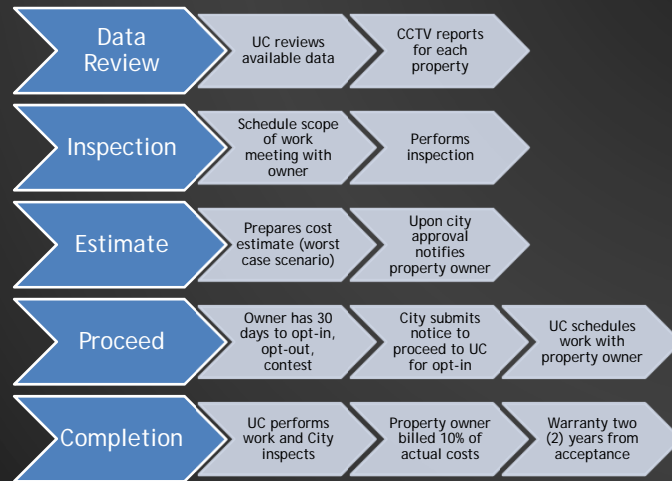 Data
Review
UC reviews
available data
CCTV reports
for each
property
Inspection
Schedule scope
of work
meeting with
owner
Performs
inspection
Estimate
Prepares cost
estimate (worst
case scenario)
Upon city
approval
notifies
property owner
Proceed
Owner has 30
days to opt-in,
opt-out,
contest
City submits
notice to
proceed to UC
for opt-in
UC schedules
work with
property owner
Completion
UC performs
work and City
inspects
Property owner
billed 10% of
actual costs
Warranty two
(2) years from
acceptance